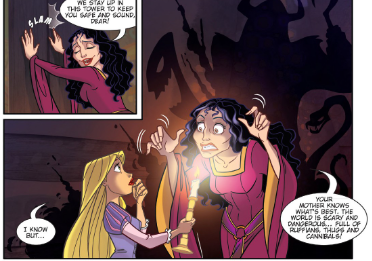 WE STAY UP IN
THIS TOWER TO KEEP
YOU SAFE AND SOUND,
DEAR!
SLAM
I KNOW
BUT...
YOUR
MOTHER KNOWS
WHAT'S BEST. THE
WORLD IS SCARY AND
DANGEROUS... FULL OF
RUFFIANS, THUGS AND
CANNIBALS!